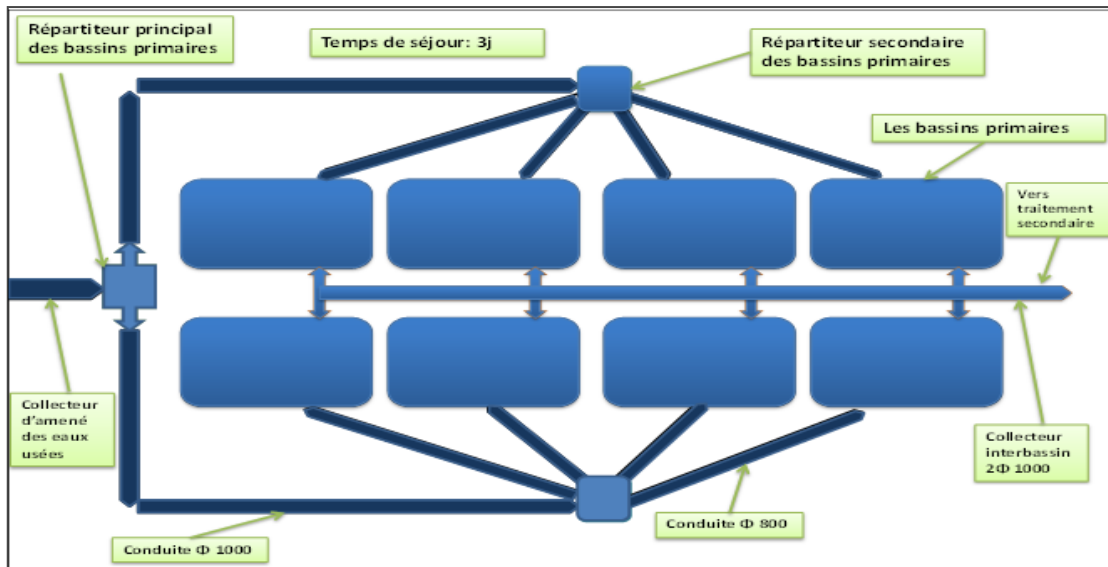 Répartiteur principal
des bassins primaires
Temps de séjour: 3j
Répartiteur secondaire
des bassins primaires
Les bassins primaires
Vers
traitement
secondaire
Collecteur
d'amené
des eaux
usées
Collecteur
interbassin
2Φ 1000
Conduite Φ 800
Conduite Φ 1000